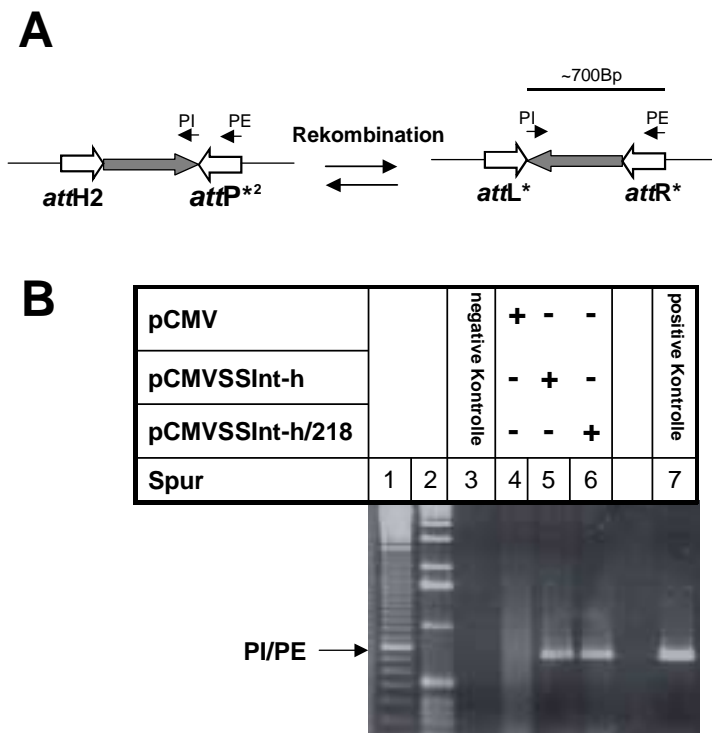 A
~700Bp
PI
PE
Rekombination
PI
PE
attH2
attP*²
attL*
attR*
B
pCMV
negative Kontrolle
+ - -
positive Kontrolle
pCMVSSInt-h
- + -
pCMVSSInt-h/218
- - +
Spur 1 2 3 4 5 6 7
PI/PE